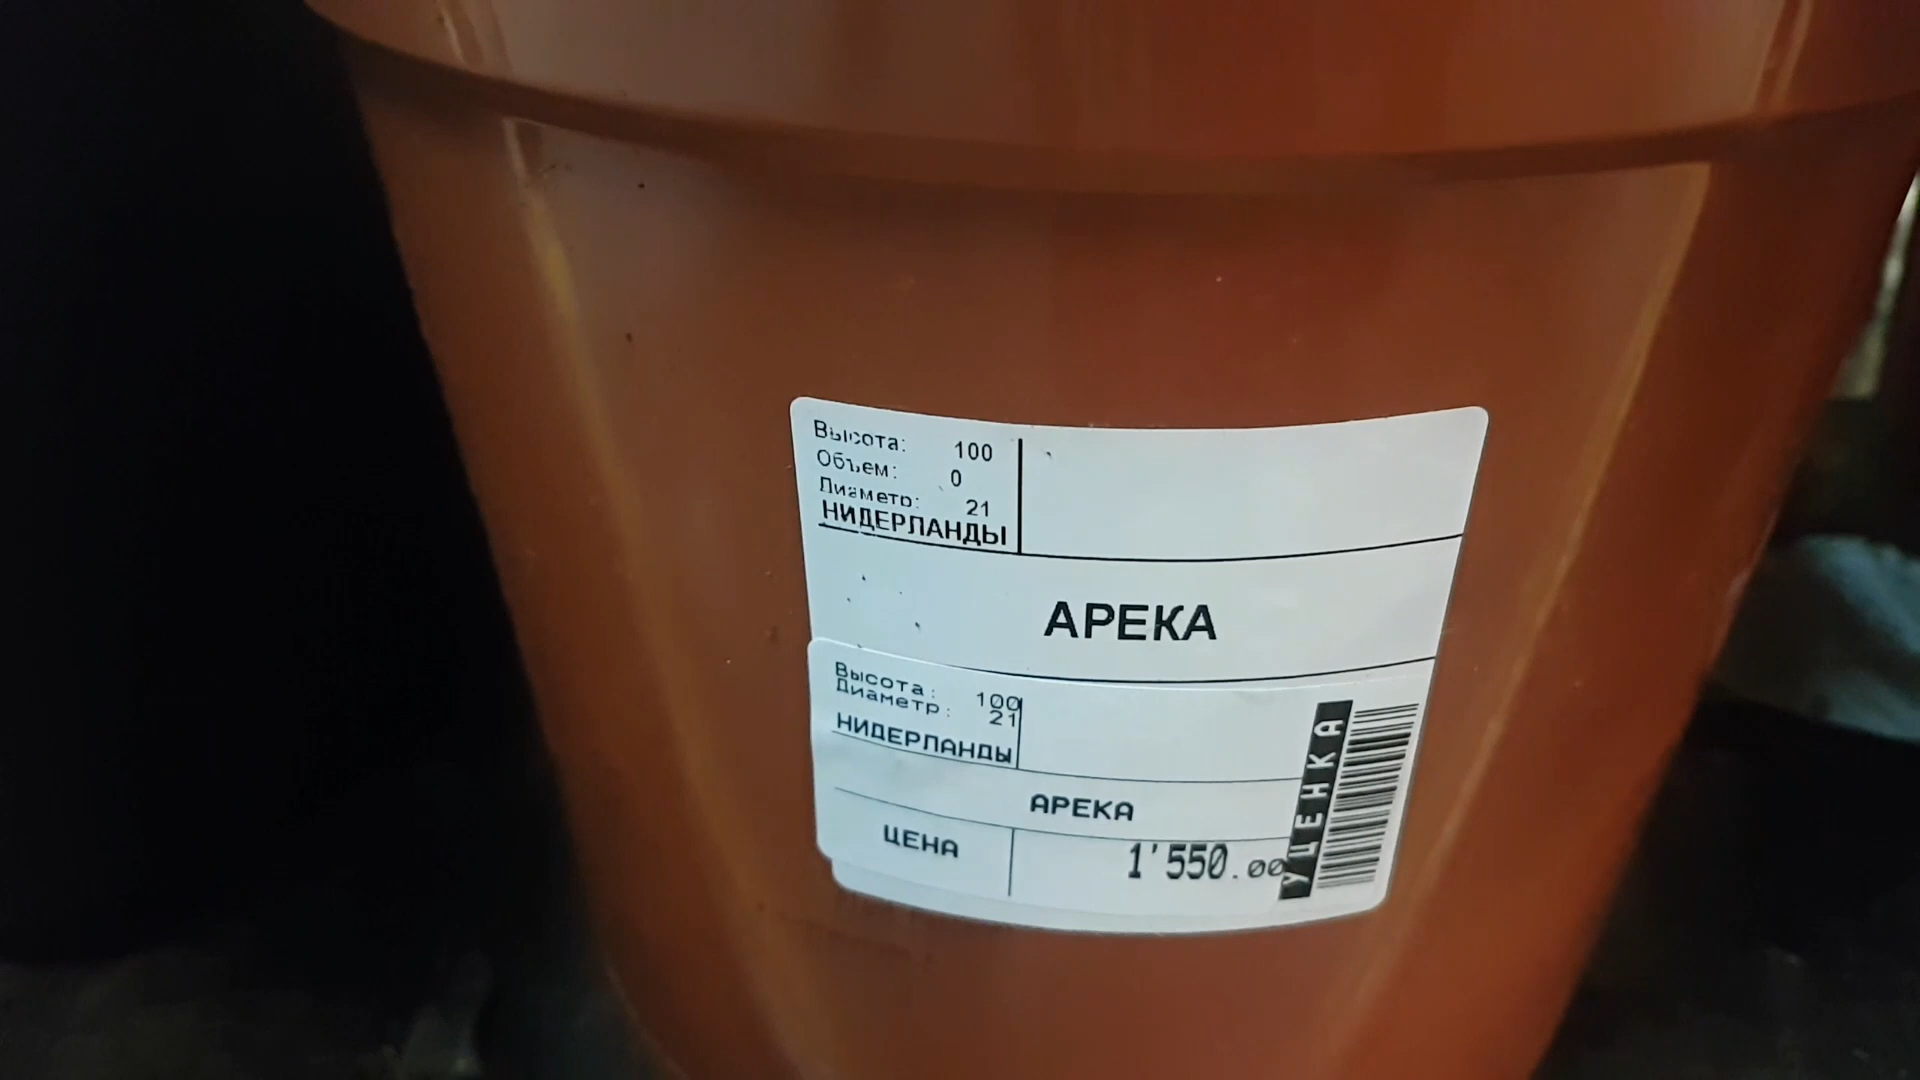 Высота: 100
Объем: 0
Диаметр: 21
НИДЕРЛАНДЫ
АРЕКА
Высота: 100
Диаметр: 21
НИДЕРЛАНДЫ
АРЕКА
ЦЕНА 1'550.00
УЦЕНКА